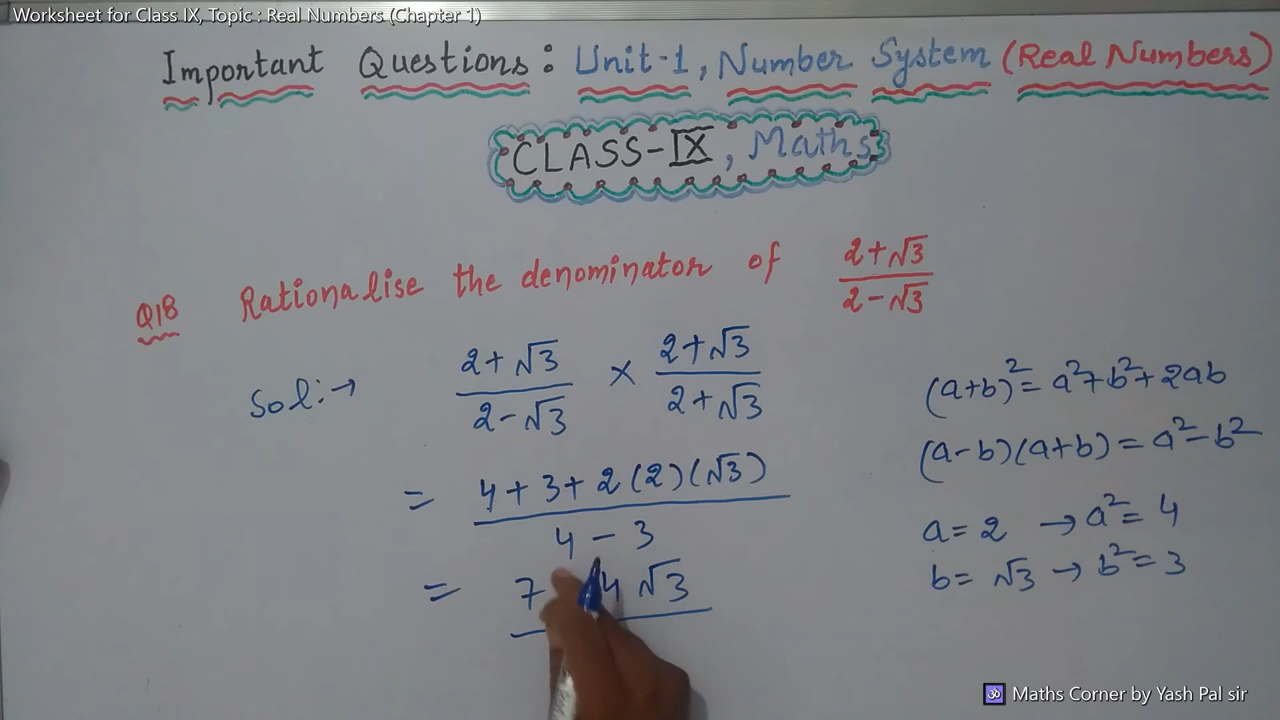 Worksheet for Class IX, Topic : Real Numbers (Chapter 1)
Important Questions : Unit-1, Number System (Real Numbers)
CLASS-IX, Maths
Q18 Rationalise the denominator of
2+√3
2-√3
Sol:→
2+√3
2-√3
×
2+√3
2+√3
= 4+3+2(2)(√3)
4-3
= 7 4√3
(a+b)²=a²+b²+2ab
(a-b)(a+b)=a²-b²
a=2 →a²=4
b=√3→b²=3
ॐ Maths Corner by Yash Pal sir